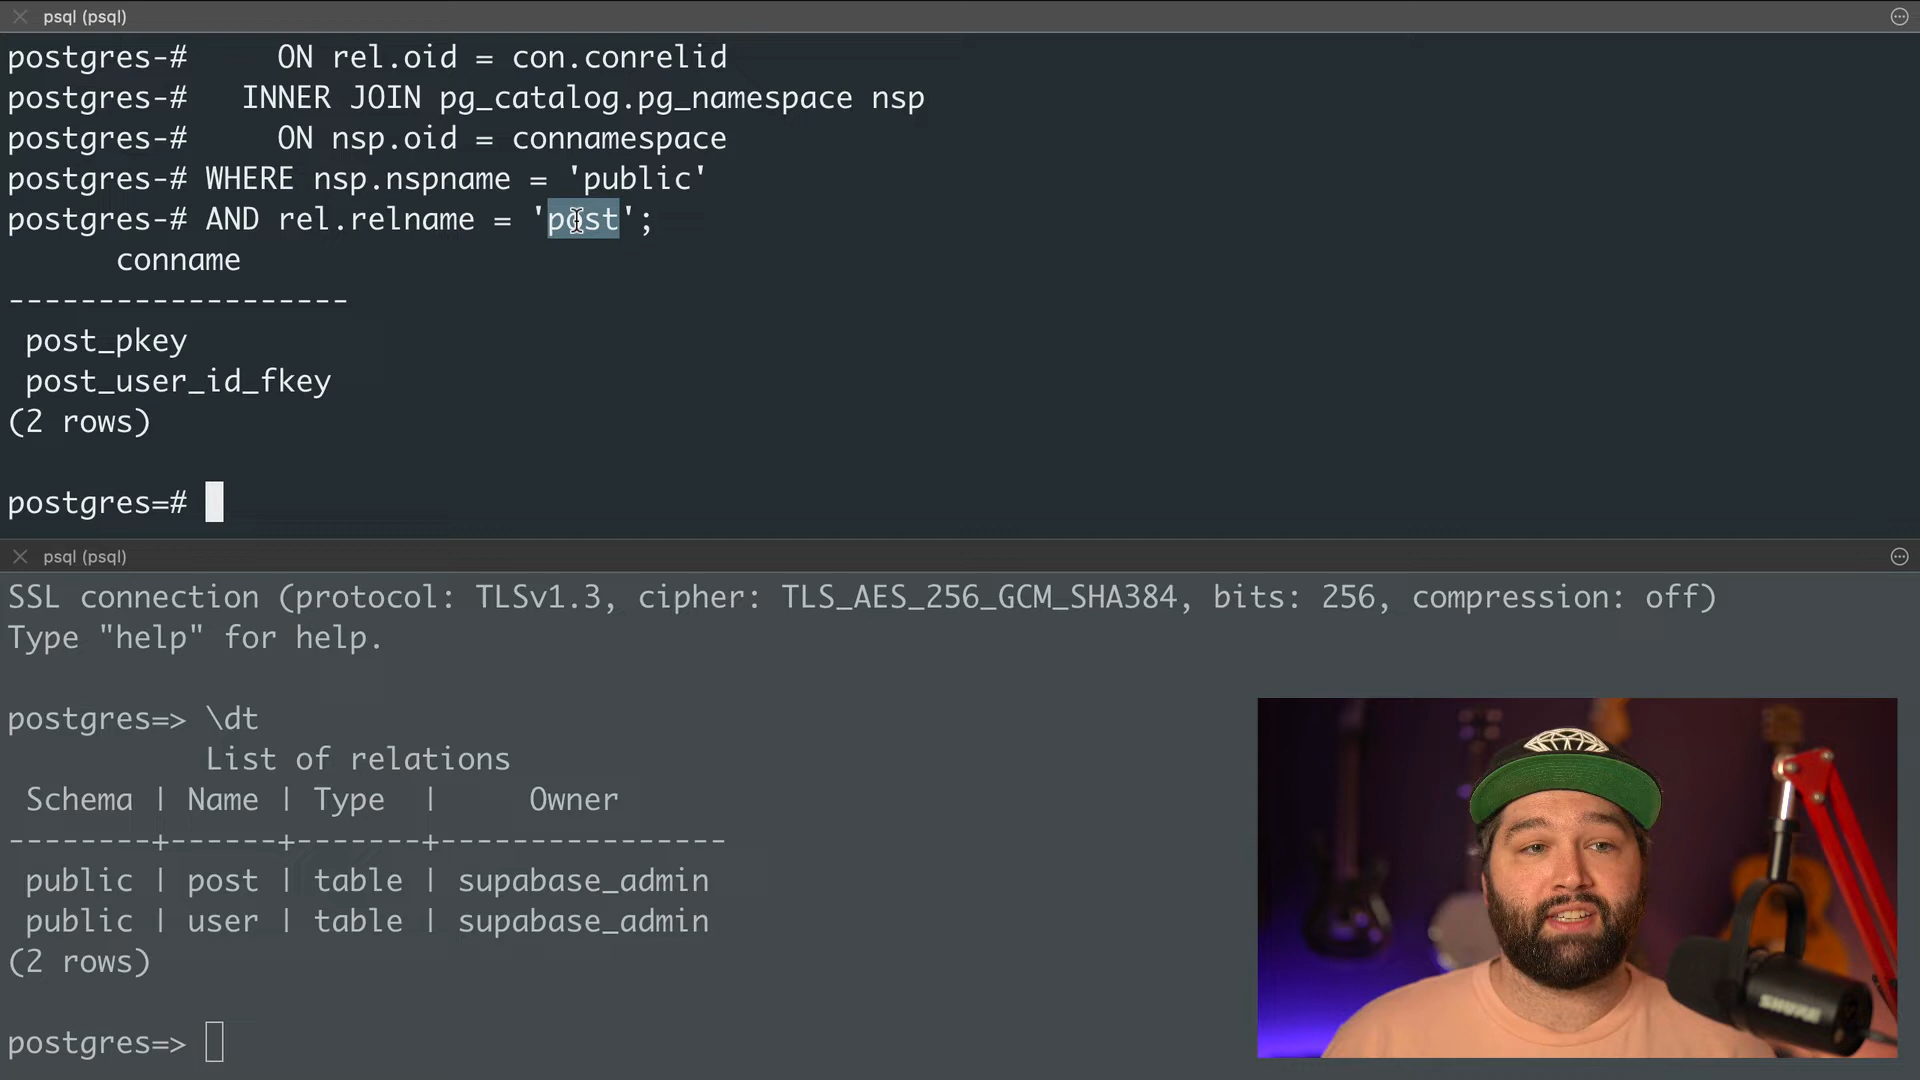 psql (psql)
postgres-#     ON rel.oid = con.conrelid
postgres-#   INNER JOIN pg_catalog.pg_namespace nsp
postgres-#     ON nsp.oid = connamespace
postgres-# WHERE nsp.nspname = 'public'
postgres-# AND rel.relname = 'post';
      conname
-------------------
 post_pkey
 post_user_id_fkey
(2 rows)
postgres=#
psql (psql)
SSL connection (protocol: TLSv1.3, cipher: TLS_AES_256_GCM_SHA384, bits: 256, compression: off)
Type "help" for help.
postgres=> \dt
           List of relations
 Schema | Name | Type  |     Owner
--------+------+-------+----------------
 public | post | table | supabase_admin
 public | user | table | supabase_admin
(2 rows)
postgres=>
SHURE